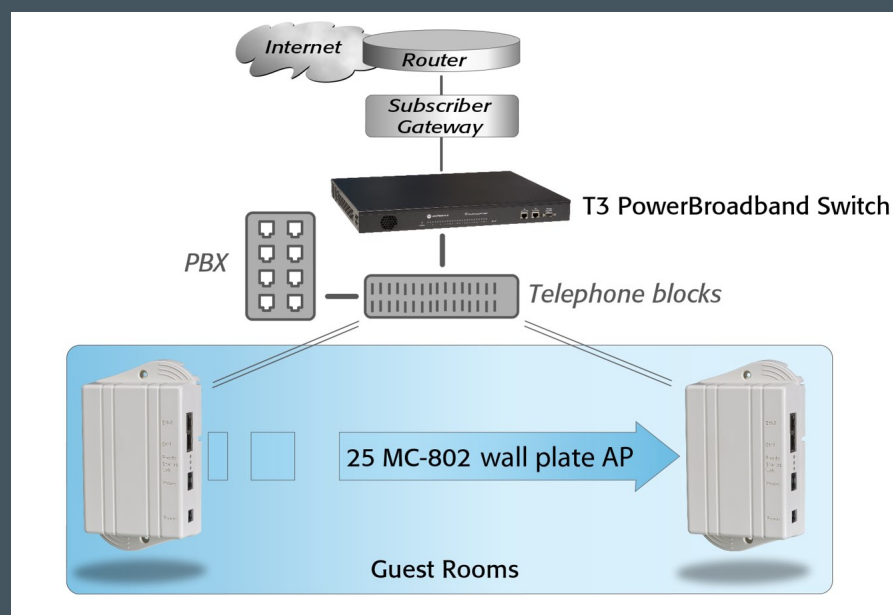 Internet
Router
Subscriber
Gateway
T3 PowerBroadband Switch
PBX
Telephone blocks
25 MC-802 wall plate AP
Guest Rooms